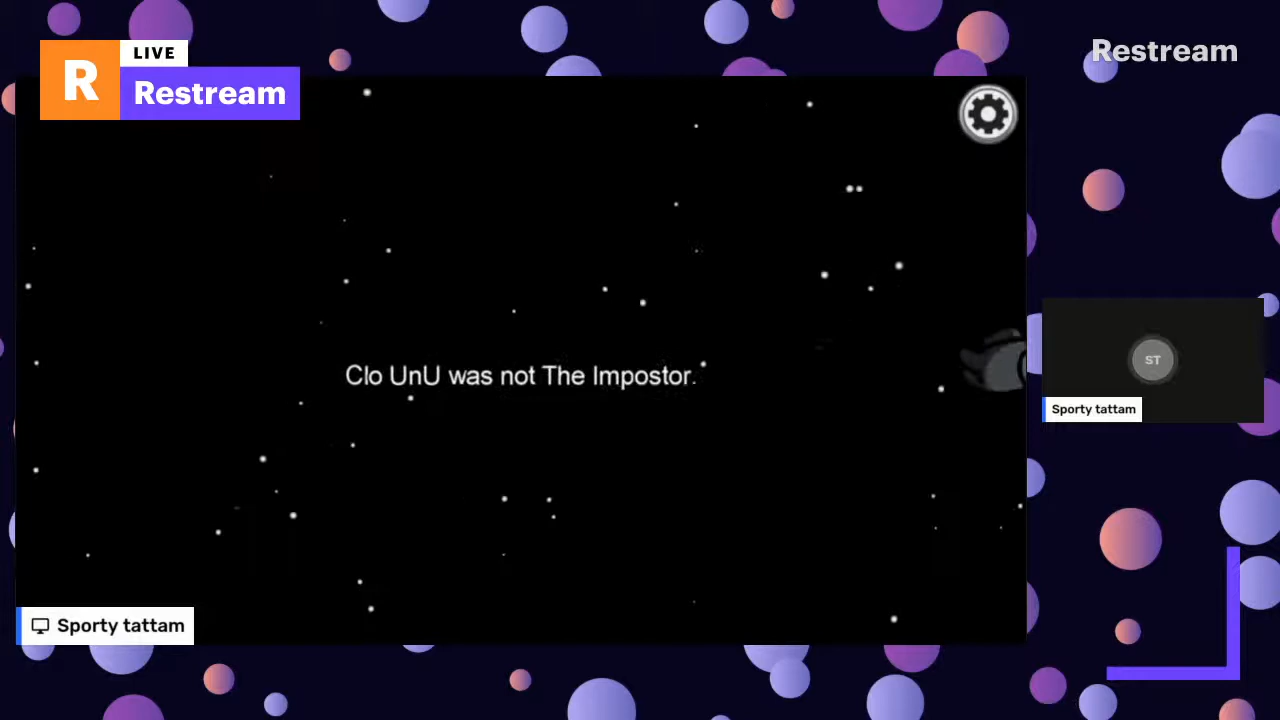 R
LIVE
Restream
Restream
Clo UnU was not The Impostor.
ST
Sporty tattam
Sporty tattam